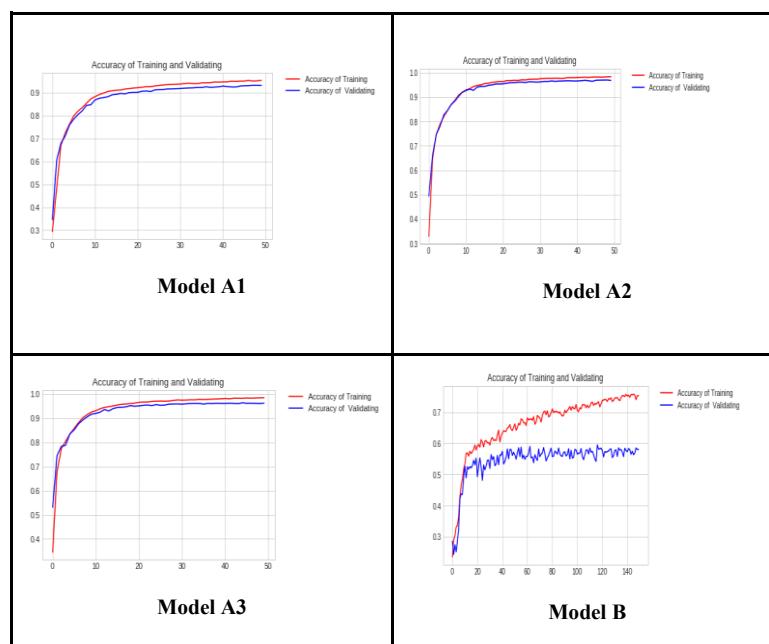 Accuracy of Training and Validating
Accuracy of Training
Accuracy of Validating
0.9
0.8
0.7
0.6
0.5
0.4
0.3
0 10 20 30 40 50
Model A1
Accuracy of Training and Validating
Accuracy of Training
Accuracy of Validating
1.0
0.9
0.8
0.7
0.6
0.5
0.4
0.3
0 10 20 30 40 50
Model A2
Accuracy of Training and Validating
Accuracy of Training
Accuracy of Validating
1.0
0.9
0.8
0.7
0.6
0.5
0.4
0 10 20 30 40 50
Model A3
Accuracy of Training and Validating
Accuracy of Training
Accuracy of Validating
0.7
0.6
0.5
0.4
0.3
0 20 40 60 80 100 120 140
Model B